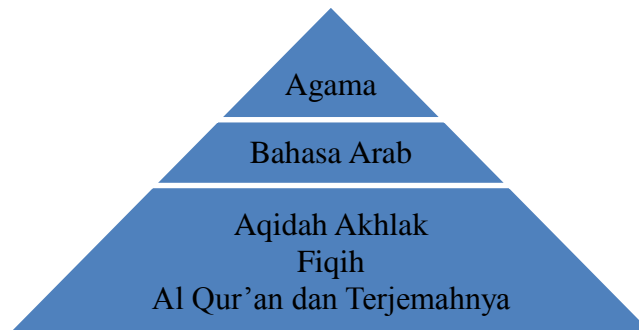 Agama
Bahasa Arab
Aqidah Akhlak
Fiqih
Al Qur’an dan Terjemahnya